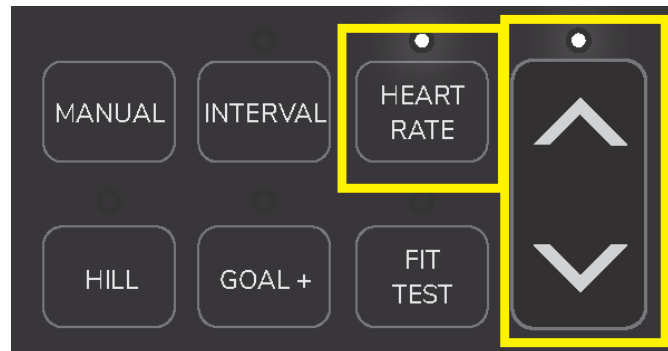 MANUAL
INTERVAL
HEART
RATE
HILL
GOAL +
FIT
TEST